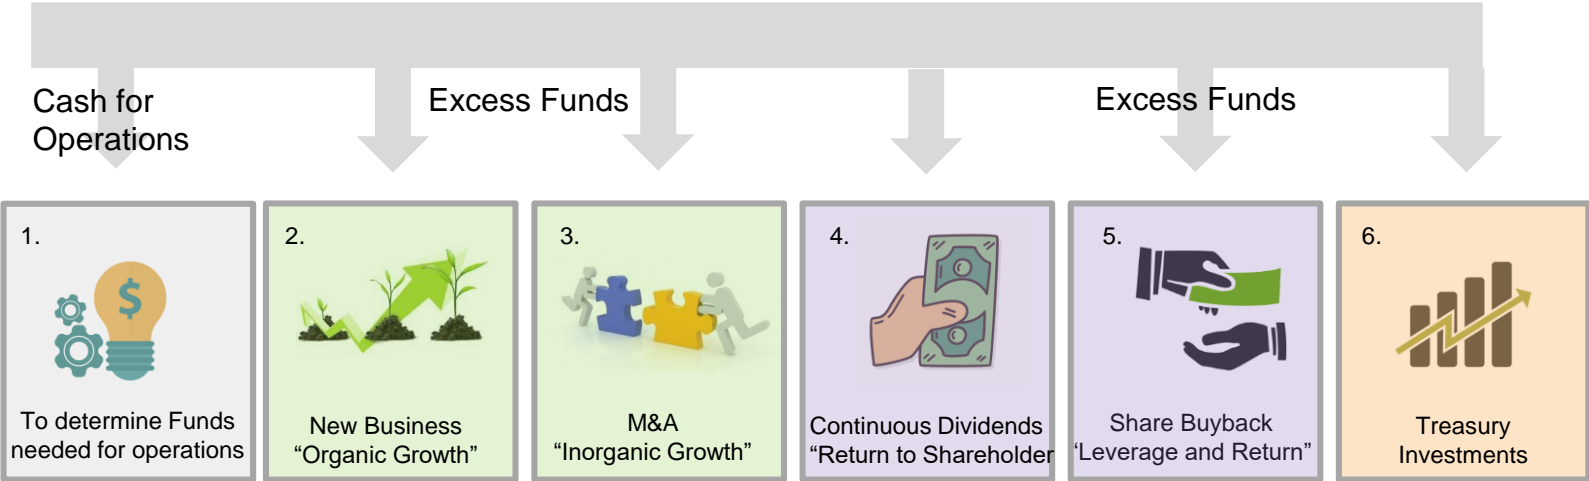 Cash for
Operations
Excess Funds
Excess Funds
1.
To determine Funds
needed for operations
2.
New Business
“Organic Growth”
3.
M&A
“Inorganic Growth”
4.
Continuous Dividends
“Return to Shareholder
5.
Share Buyback
“Leverage and Return”
6.
Treasury
Investments
$